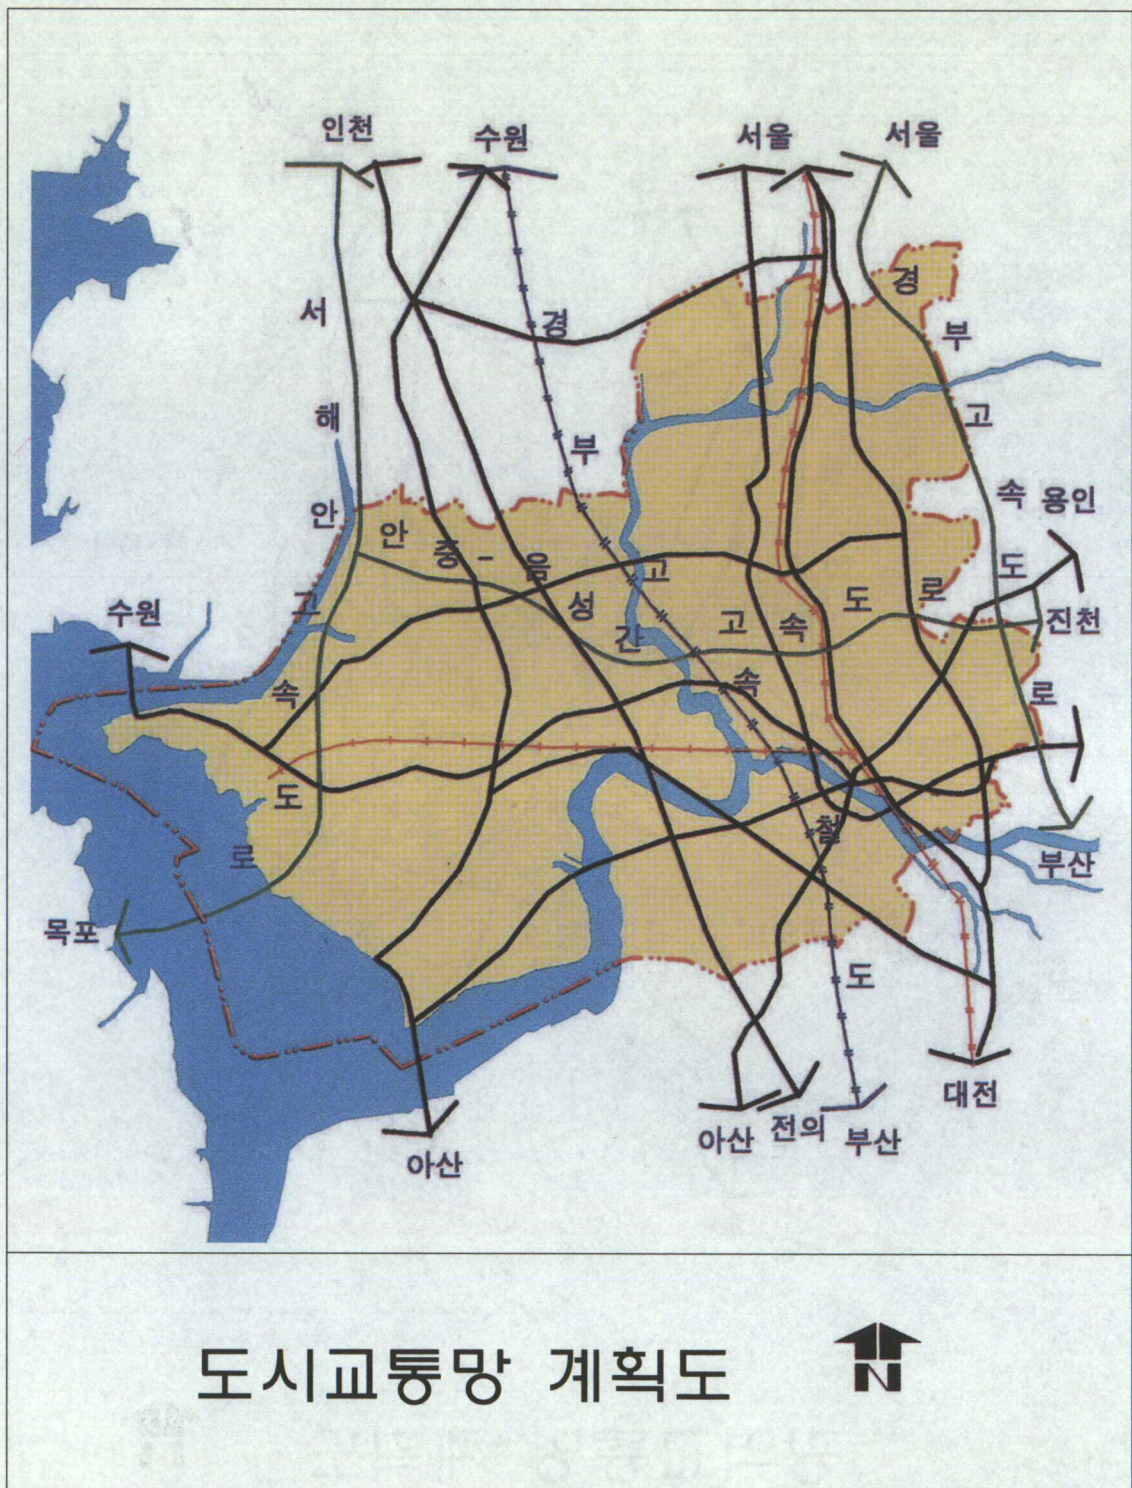 인천
수원
서울
서울
서해안고속도로
경부고속철도
경부고속도로
안중-음성간고속도로
용인
진천
수원
부산
목포
아산
아산
전의
부산
대전
도시교통망 계획도
N